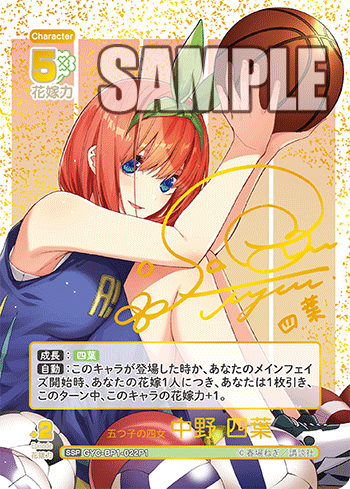 Character
5
花嫁力
SAMPLE
四葉
成長 : 四葉
自動 : このキャラが登場した時か、あなたのメインフェイ
ズ開始時、あなたの花嫁1人につき、あなたは1枚引き、
このターン中、このキャラの花嫁力+1。
+2
花嫁力
五つ子の四女 中野 四葉
SSP GYC-BP1-022P1
©春場ねぎ/講談社